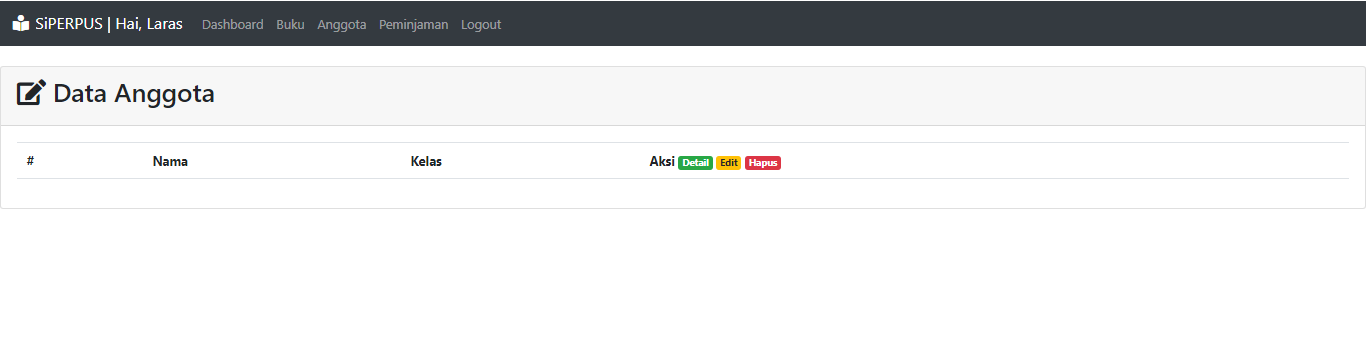 SiPERPUS | Hai, Laras Dashboard Buku Anggota Peminjaman Logout
Data Anggota
# Nama Kelas Aksi Detail Edit Hapus